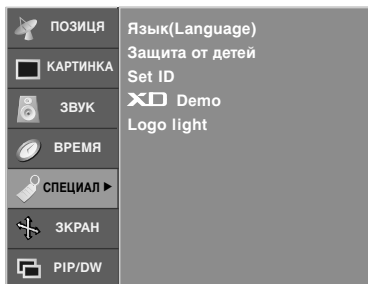 ПОЗИЦЯ
КАРТИНКА
ЗВУК
ВРЕМЯ
СПЕЦИАЛ
ЗКРАН
PIP/DW
Язык(Language)
Защита от детей
Set ID
XD Demo
Logo light